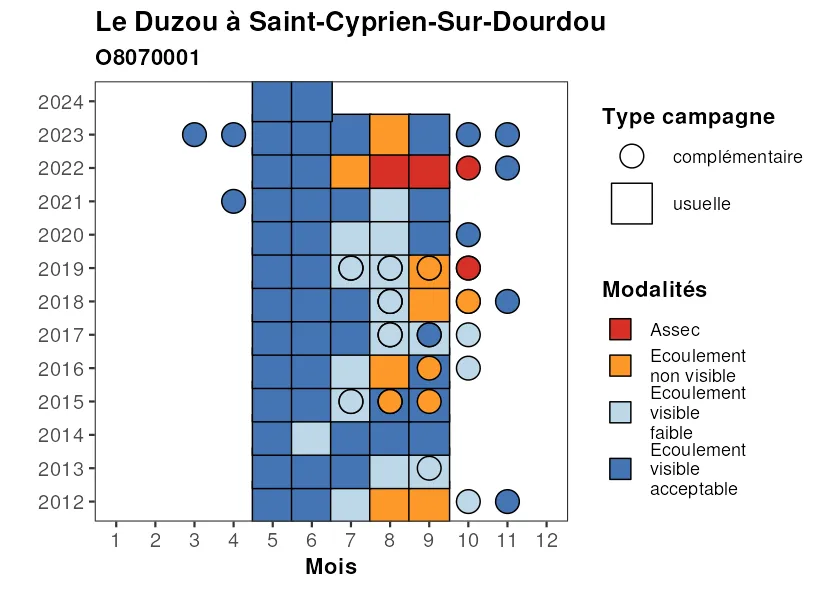 Le Duzou à Saint-Cyprien-Sur-Dourdou
O8070001
2024
2023
2022
2021
2020
2019
2018
2017
2016
2015
2014
2013
2012
1 2 3 4 5 6 7 8 9 10 11 12
Mois
Type campagne
complémentaire
usuelle
Modalités
Assec
Ecoulement
non visible
Ecoulement
visible
faible
Ecoulement
visible
acceptable